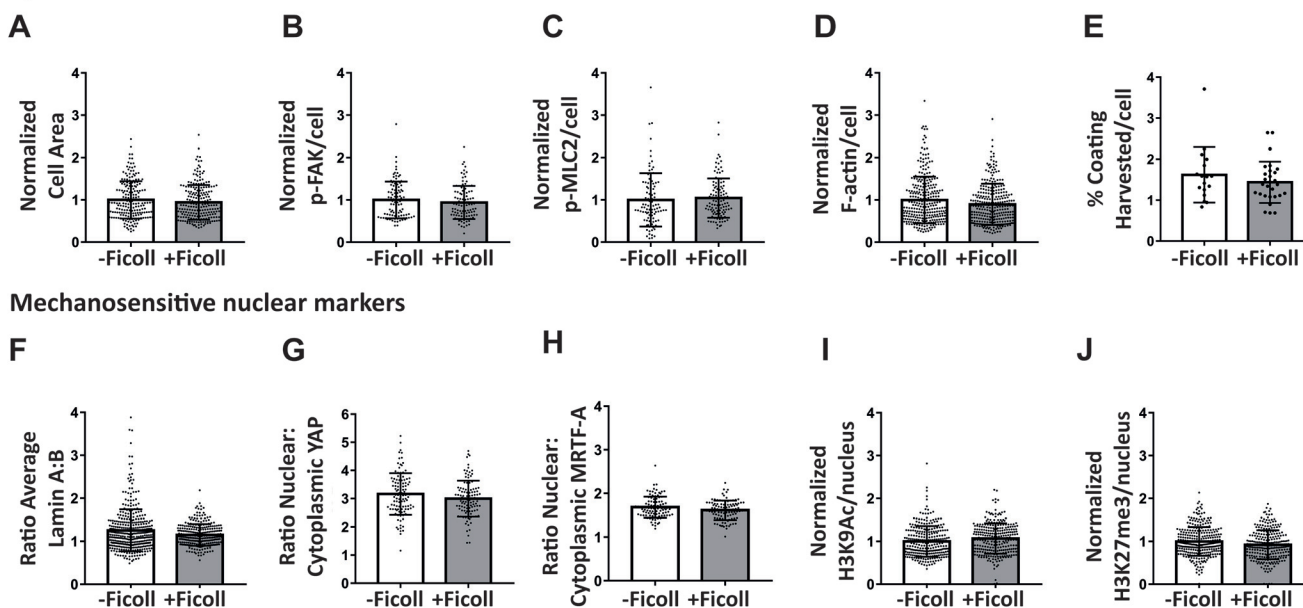 A
B
C
D
E
Normalized
Cell Area
4
3
2
1
0
-Ficoll +Ficoll
Normalized
p-FAK/cell
4
3
2
1
0
-Ficoll +Ficoll
Normalized
p-MLC2/cell
4
3
2
1
0
-Ficoll +Ficoll
Normalized
F-actin/cell
4
3
2
1
0
-Ficoll +Ficoll
% Coating
Harvested/cell
4
3
2
1
0
-Ficoll +Ficoll
Mechanosensitive nuclear markers
F
G
H
I
J
Ratio Average
Lamin A:B
4
3
2
1
0
-Ficoll +Ficoll
Ratio Nuclear:
Cytoplasmic YAP
6
5
4
3
2
1
0
-Ficoll +Ficoll
Ratio Nuclear:
Cytoplasmic MRTF-A
4
3
2
1
0
-Ficoll +Ficoll
Normalized
H3K9Ac/nucleus
4
3
2
1
0
-Ficoll +Ficoll
Normalized
H3K27me3/nucleus
4
3
2
1
0
-Ficoll +Ficoll